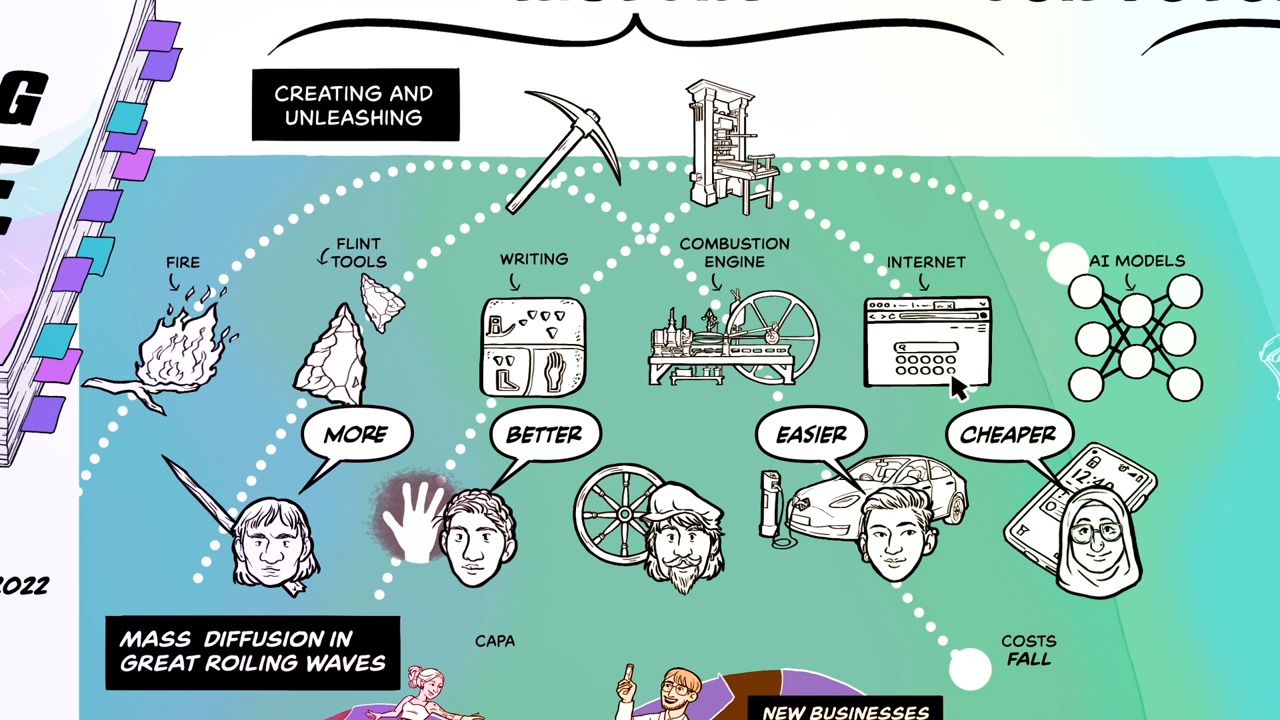 2022
CREATING AND
UNLEASHING
FIRE
FLINT
TOOLS
WRITING
COMBUSTION
ENGINE
INTERNET
AI MODELS
MORE
BETTER
EASIER
CHEAPER
MASS DIFFUSION IN
GREAT ROILING WAVES
CAPA
COSTS
FALL
NEW BUSINESSES